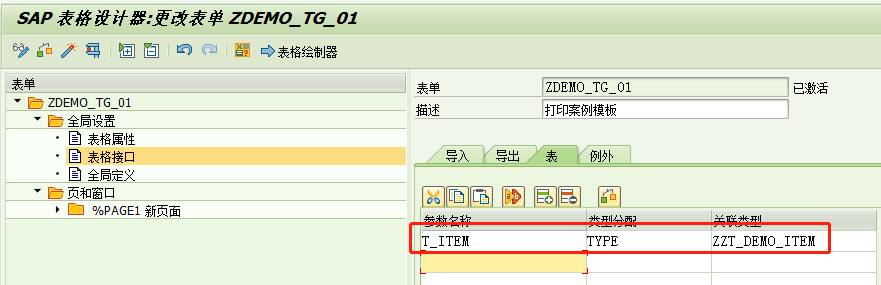 SAP 表格设计器:更改表单 ZDEMO_TG_01
表格绘制器
表单
ZDEMO_TG_01
全局设置
表格属性
表格接口
全局定义
页和窗口
%PAGE1 新页面
表单 ZDEMO_TG_01 已激活
描述 打印案例模板
导入 导出 表 例外
参数名称 类型分配 关联类型
T_ITEM TYPE ZZT_DEMO_ITEM